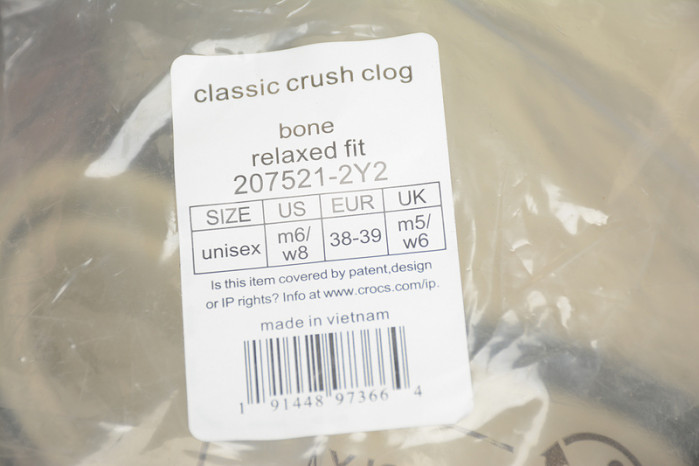 classic crush clog
bone
relaxed fit
207521-2Y2
SIZE US EUR UK
unisex m6/ w8 38-39 m5/ w6
Is this item covered by patent,design
or IP rights? Info at www.crocs.com/ip.
made in vietnam
1 91448 97366 4